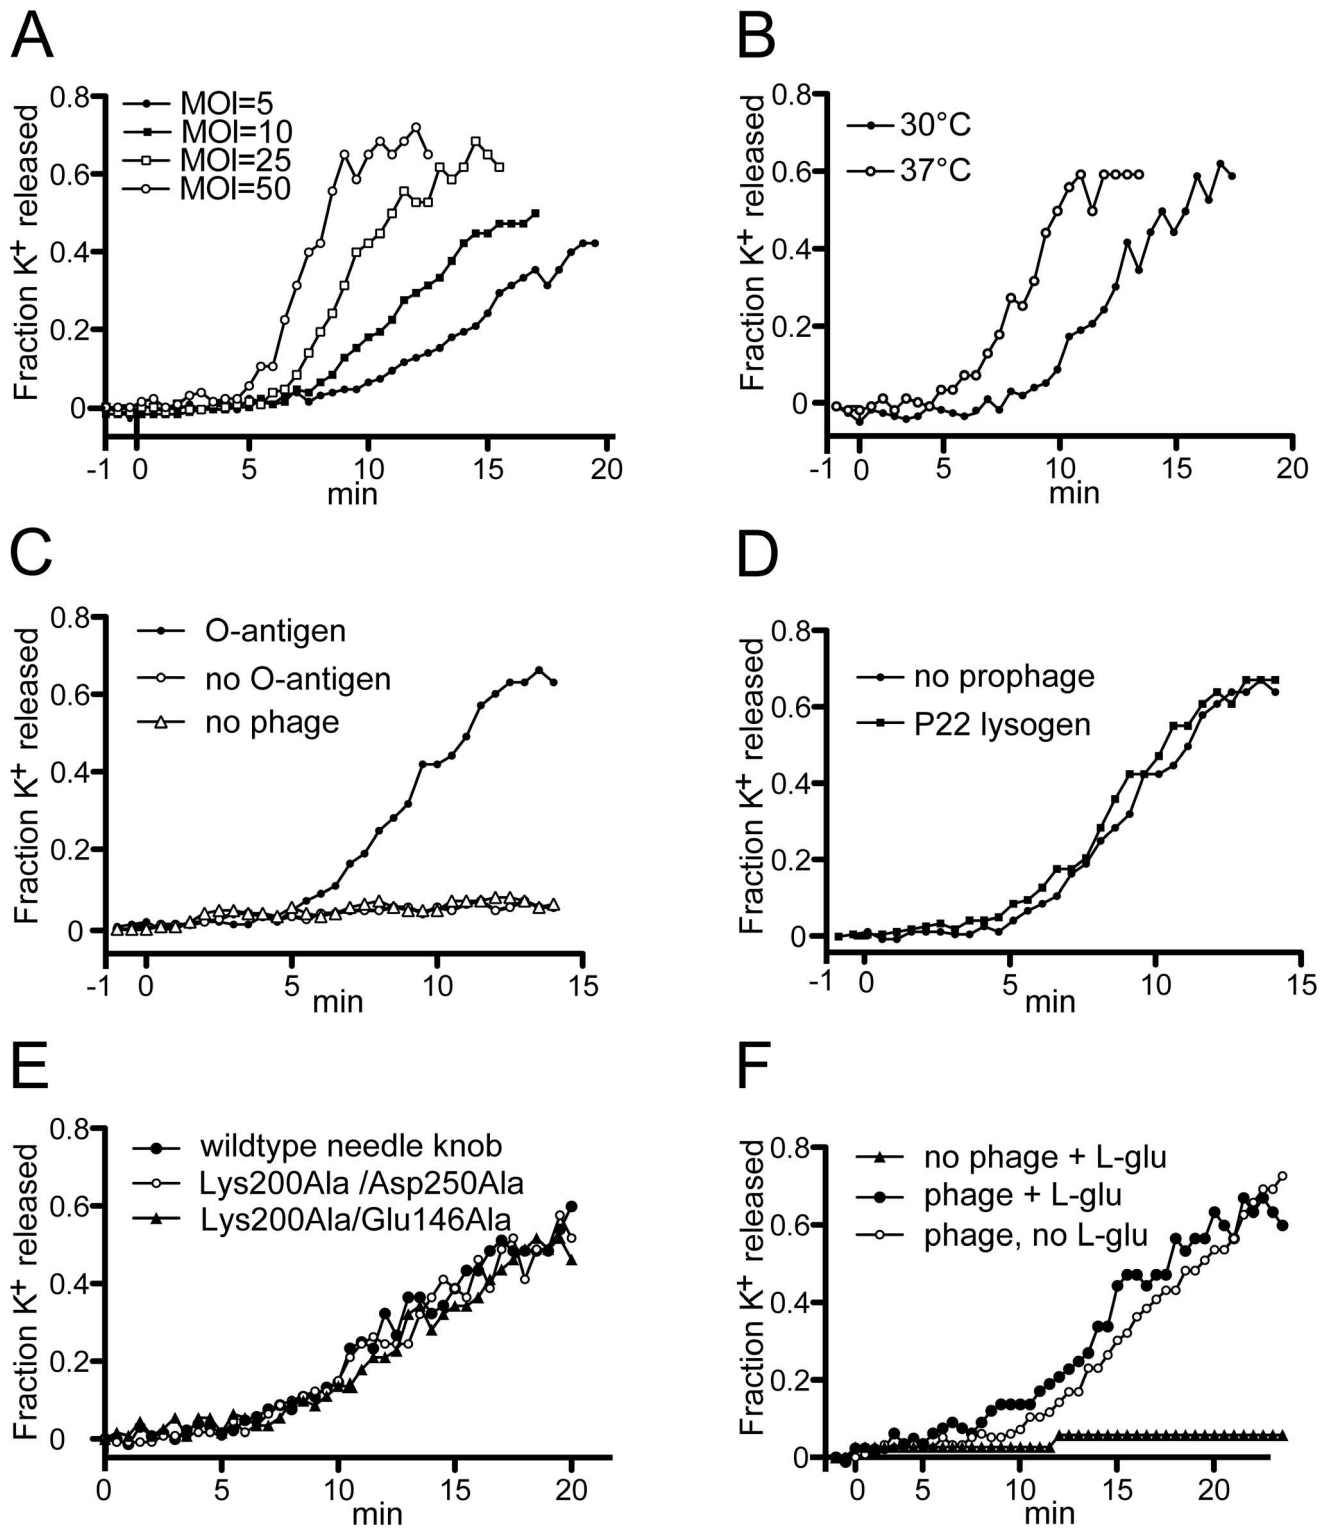 A
Fraction K+ released
0.8
0.6
0.4
0.2
0
MOI=5
MOI=10
MOI=25
MOI=50
-1 0 5 10 15 20
min
B
Fraction K+ released
0.8
0.6
0.4
0.2
0
30°C
37°C
-1 0 5 10 15 20
min
C
Fraction K+ released
0.8
0.6
0.4
0.2
0
O-antigen
no O-antigen
no phage
-1 0 5 10 15
min
D
Fraction K+ released
0.8
0.6
0.4
0.2
0
no prophage
P22 lysogen
-1 0 5 10 15
min
E
Fraction K+ released
0.8
0.6
0.4
0.2
0
wildtype needle knob
Lys200Ala /Asp250Ala
Lys200Ala/Glu146Ala
0 5 10 15 20
min
F
Fraction K+ released
0.8
0.6
0.4
0.2
0
no phage + L-glu
phage + L-glu
phage, no L-glu
0 5 10 15 20
min